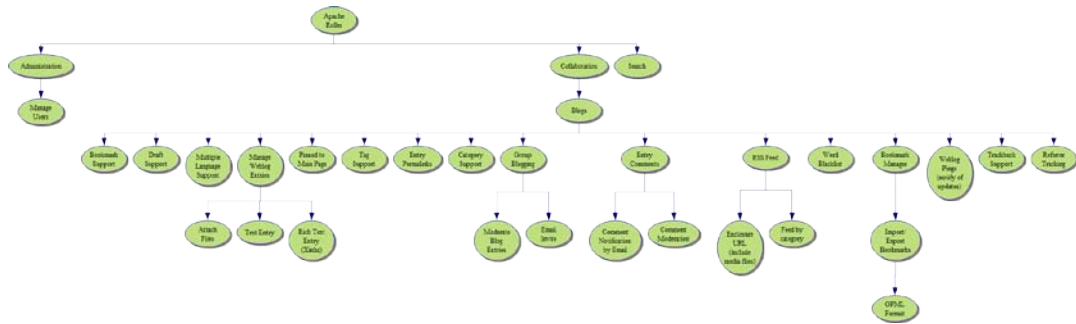 Apache
Roller
Administration
Collaboration
Search
Manage
Users
Blogs
Bookmark
Support
Draft
Support
Multiple
Language
Support
Manage
Weblog
Entries
Pinned to
Main Page
Tag
Support
Entry
Permalinks
Category
Support
Group
Blogging
Entry
Comments
RSS Feed
Word
Blacklist
Bookmark
Manager
Weblog
Pings
(notify of
updates)
Trackback
Support
Referrer
Tracking
Attach
Files
Text Entry
Rich Text
Entry
(Xinha)
Moderate
Blog
Entries
Email
Invite
Comment
Notification
by Email
Comment
Moderation
Enclosure
URL
(include
media files)
Feed by
category
Import/
Export
Bookmarks
OPML
Format